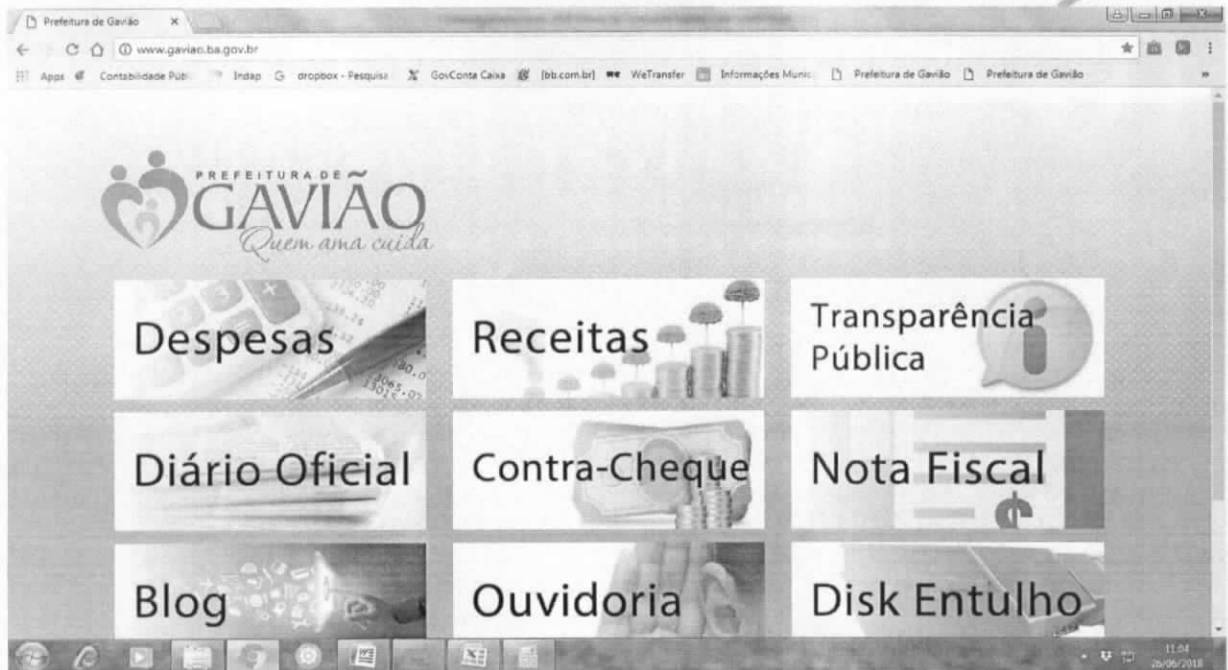 Prefeitura de Gavião
www.gaviao.ba.gov.br
Apps Contabilidade Púb Indap dropbox - Pesquisa GovConta Caixa [bb.com.br] WeTransfer Informações Munic Prefeitura de Gavião Prefeitura de Gavião
PREFEITURA DE
GAVIÃO
Quem ama cuida
Despesas
Receitas
Transparência
Pública
Diário Oficial
Contra-Cheque
Nota Fiscal
Blog
Ouvidoria
Disk Entulho
11:04
26/06/2018